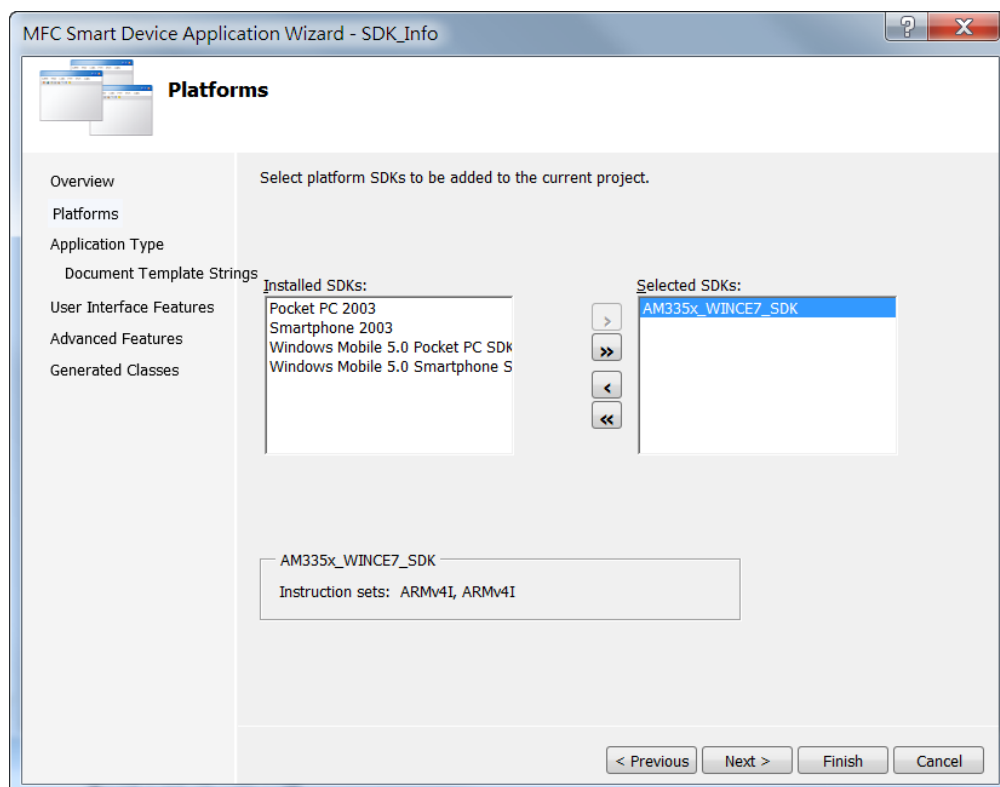 MFC Smart Device Application Wizard - SDK_Info
Platforms
Overview
Platforms
Application Type
Document Template Strings
User Interface Features
Advanced Features
Generated Classes
Select platform SDKs to be added to the current project.
Installed SDKs:
Pocket PC 2003
Smartphone 2003
Windows Mobile 5.0 Pocket PC SDK
Windows Mobile 5.0 Smartphone S
Selected SDKs:
AM335x_WINCE7_SDK
AM335x_WINCE7_SDK
Instruction sets: ARMv4I, ARMv4I
< Previous
Next >
Finish
Cancel